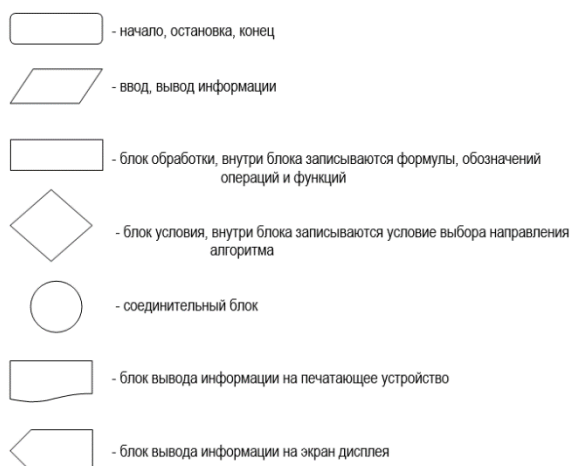 - начало, остановка, конец
- ввод, вывод информации
- блок обработки, внутри блока записываются формулы, обозначений
операций и функций
- блок условия, внутри блока записываются условие выбора направления
алгоритма
- соединительный блок
- блок вывода информации на печатающее устройство
- блок вывода информации на экран дисплея